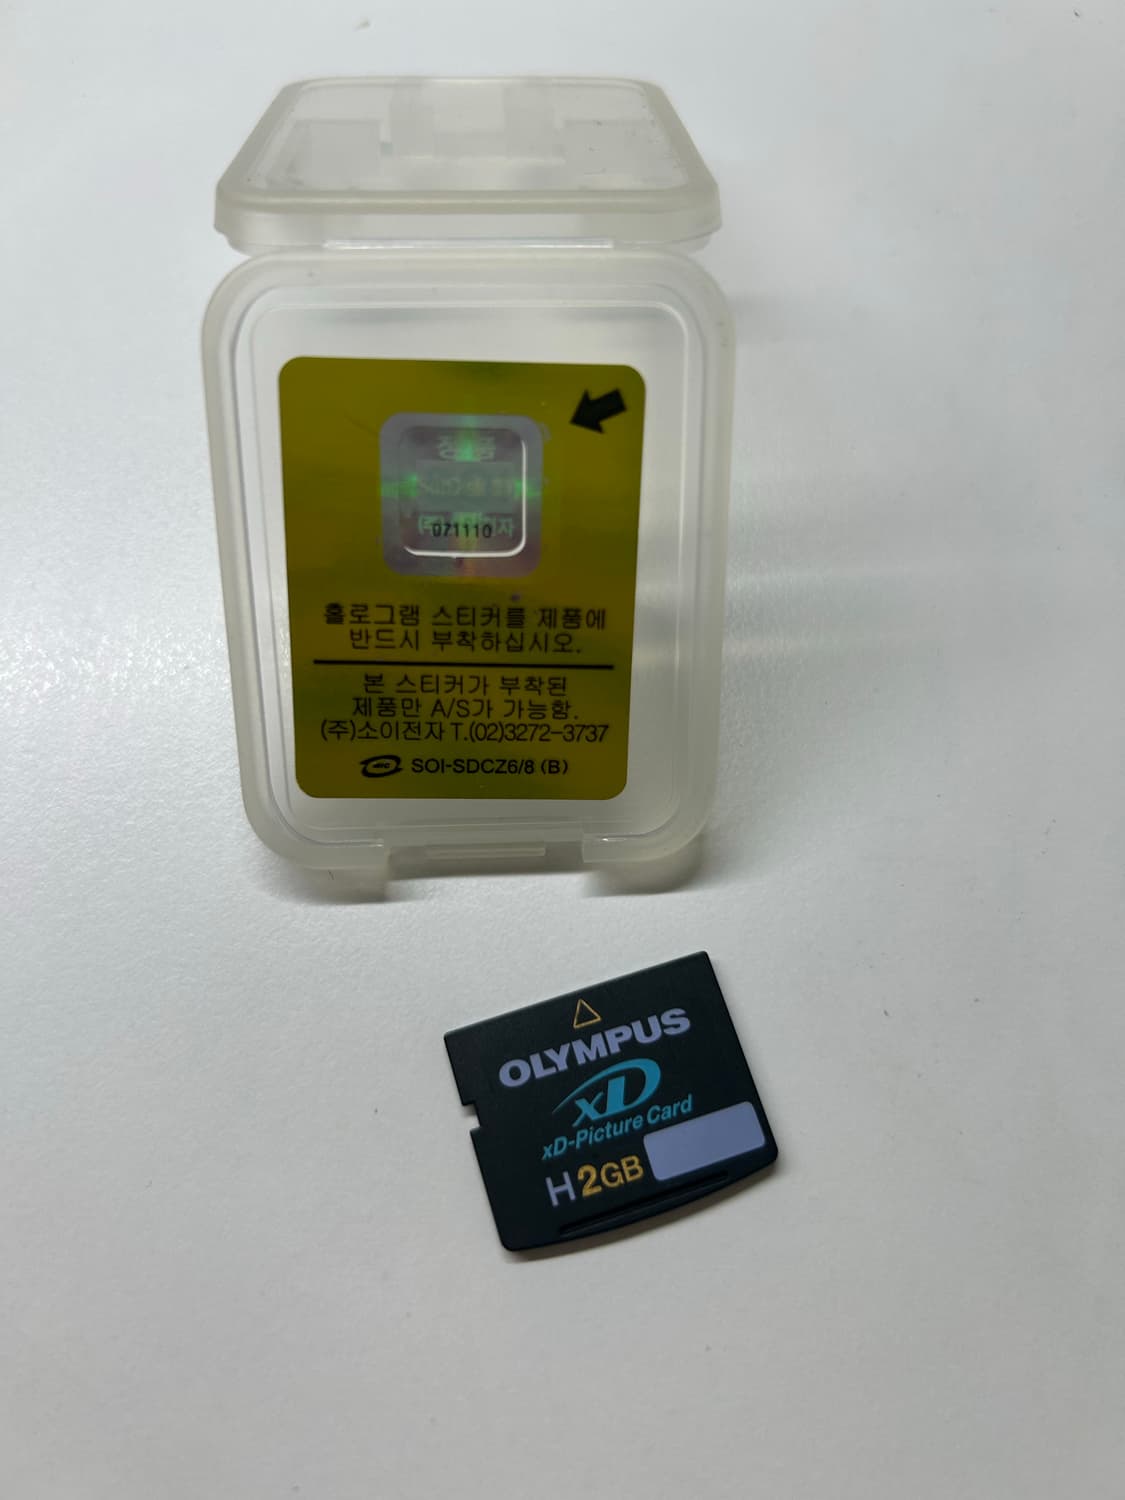 정품
071110
홀로그램 스티커를 제품에
반드시 부착하십시오.
본 스티커가 부착된
제품만 A/S가 가능함.
(주)소이전자 T.(02)3272-3737
SOI-SDCZ6/8 (B)
OLYMPUS
xD
xD-Picture Card
H2GB